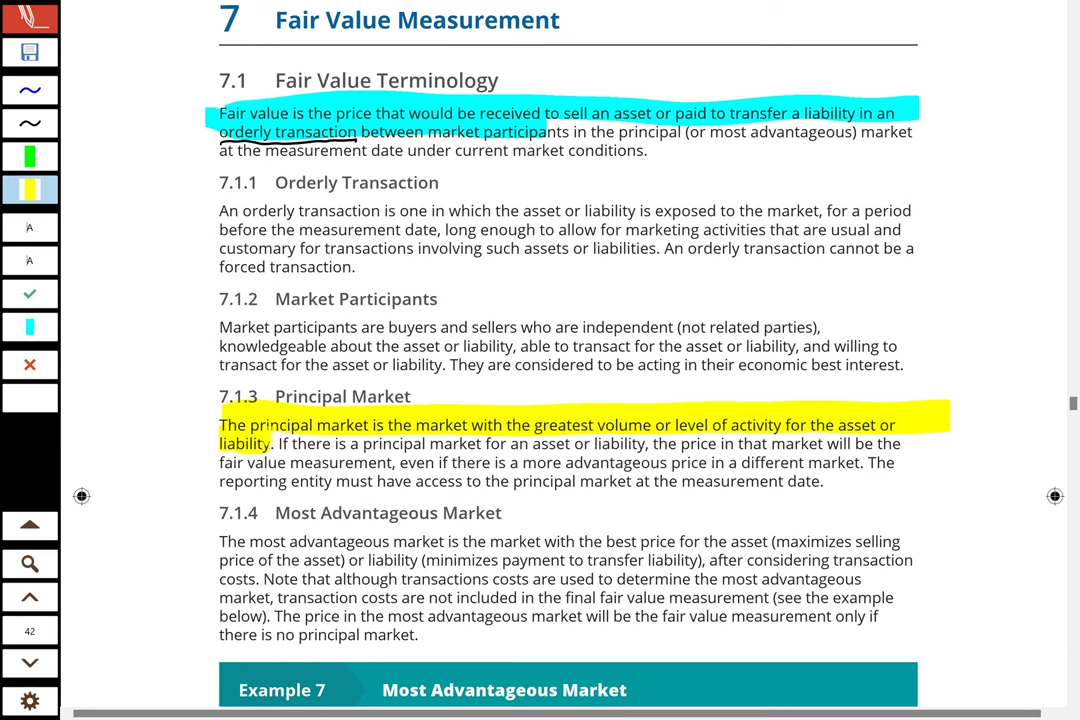 7 Fair Value Measurement
7.1 Fair Value Terminology
Fair value is the price that would be received to sell an asset or paid to transfer a liability in an
orderly transaction between market participants in the principal (or most advantageous) market
at the measurement date under current market conditions.
7.1.1 Orderly Transaction
An orderly transaction is one in which the asset or liability is exposed to the market, for a period
before the measurement date, long enough to allow for marketing activities that are usual and
customary for transactions involving such assets or liabilities. An orderly transaction cannot be a
forced transaction.
7.1.2 Market Participants
Market participants are buyers and sellers who are independent (not related parties),
knowledgeable about the asset or liability, able to transact for the asset or liability, and willing to
transact for the asset or liability. They are considered to be acting in their economic best interest.
7.1.3 Principal Market
The principal market is the market with the greatest volume or level of activity for the asset or
liability. If there is a principal market for an asset or liability, the price in that market will be the
fair value measurement, even if there is a more advantageous price in a different market. The
reporting entity must have access to the principal market at the measurement date.
7.1.4 Most Advantageous Market
The most advantageous market is the market with the best price for the asset (maximizes selling
price of the asset) or liability (minimizes payment to transfer liability), after considering transaction
costs. Note that although transactions costs are used to determine the most advantageous
market, transaction costs are not included in the final fair value measurement (see the example
below). The price in the most advantageous market will be the fair value measurement only if
there is no principal market.
Example 7 Most Advantageous Market
A
A
42